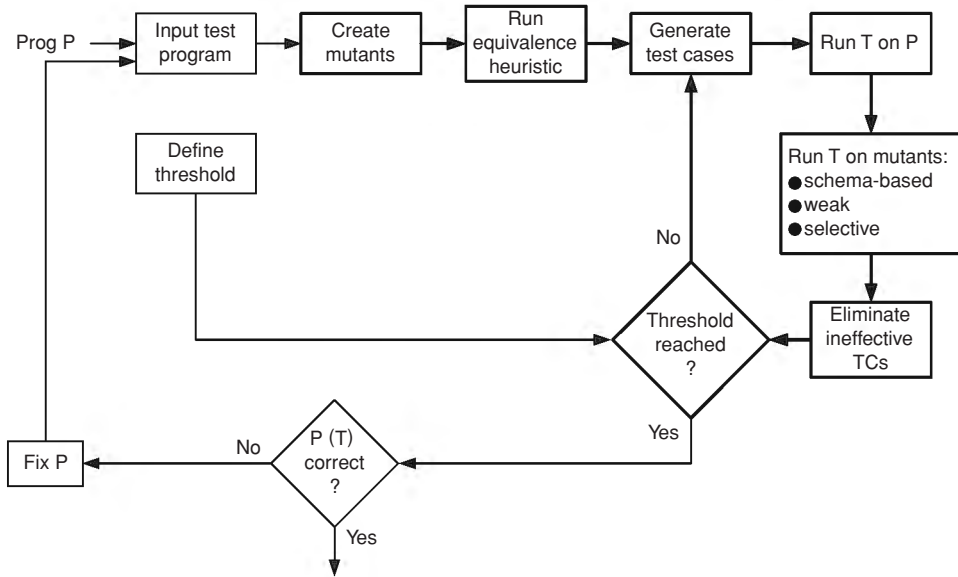 Prog P
Input test
program
Create
mutants
Run
equivalence
heuristic
Generate
test cases
Run T on P
Define
threshold
Run T on mutants:
●schema-based
●weak
●selective
No
Threshold
reached
?
Eliminate
ineffective
TCs
Yes
P (T)
correct
?
No
Fix P
Yes